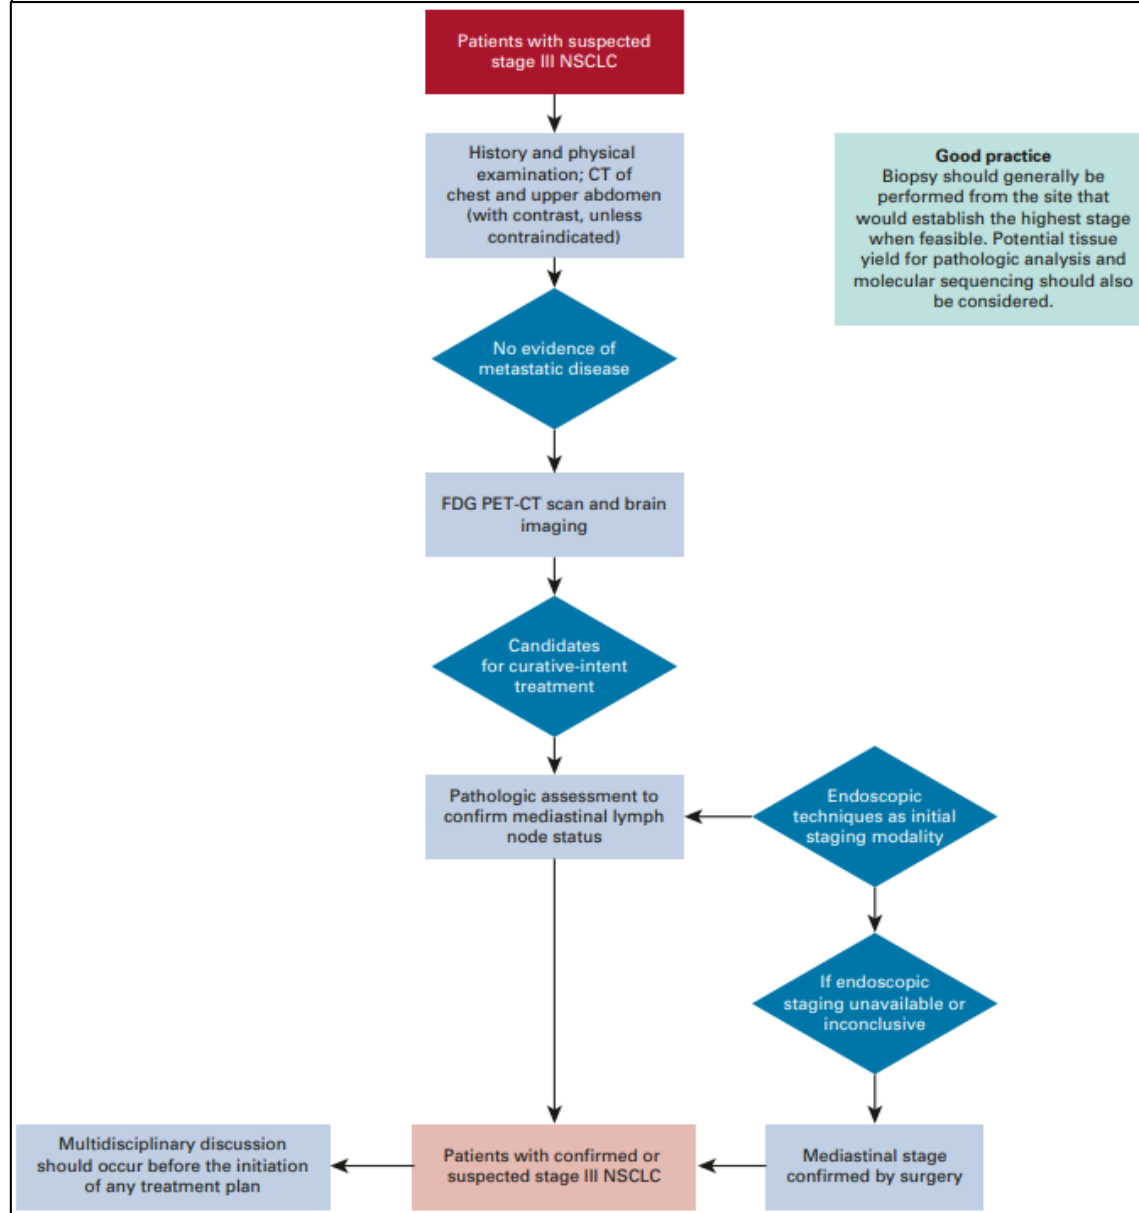 Patients with suspected
stage III NSCLC
History and physical
examination; CT of
chest and upper abdomen
(with contrast, unless
contraindicated)
Good practice
Biopsy should generally be
performed from the site that
would establish the highest stage
when feasible. Potential tissue
yield for pathologic analysis and
molecular sequencing should also
be considered.
No evidence of
metastatic disease
FDG PET-CT scan and brain
imaging
Candidates
for curative-intent
treatment
Pathologic assessment to
confirm mediastinal lymph
node status
Endoscopic
techniques as initial
staging modality
If endoscopic
staging unavailable or
inconclusive
Multidisciplinary discussion
should occur before the initiation
of any treatment plan
Patients with confirmed or
suspected stage III NSCLC
Mediastinal stage
confirmed by surgery